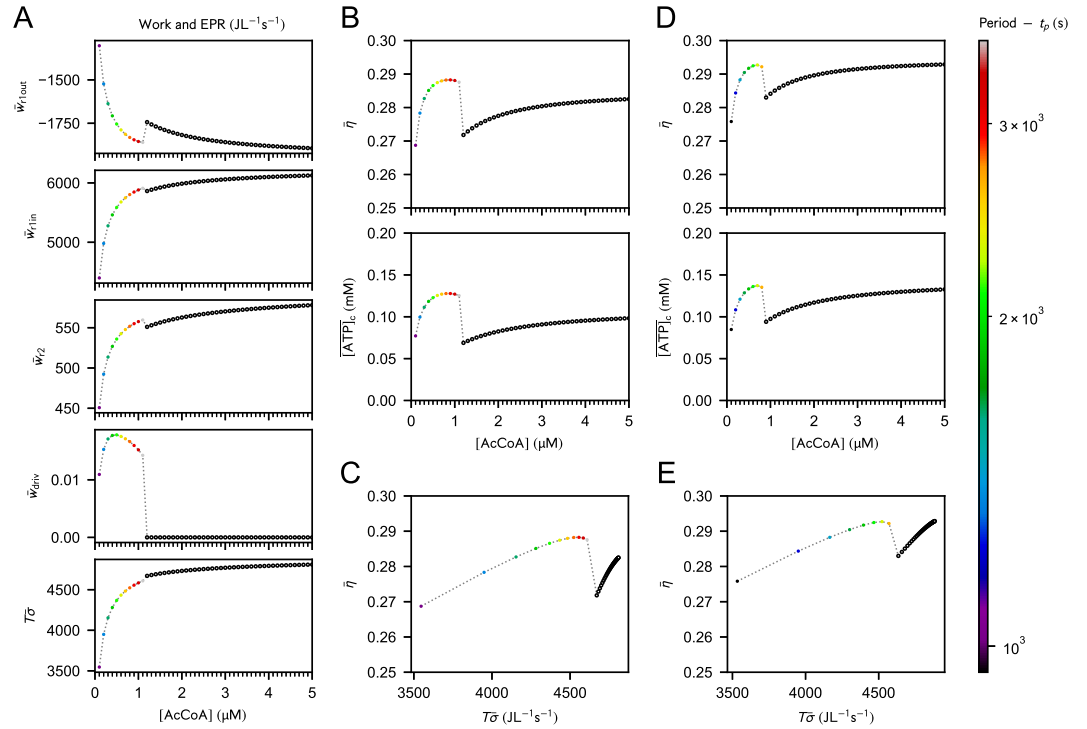 A
Work and EPR (JL⁻¹s⁻¹)
−1500
−1750
w̄r1out
6000
5000
w̄r1in
550
500
450
w̄r2
0.01
0.00
w̄driv
4500
4000
3500
Tσ̄
0 1 2 3 4 5
[AcCoA] (μM)
B
0.30
0.29
0.28
0.27
0.26
0.25
η̄
0.20
0.15
0.10
0.05
0.00
[ATP]c (mM)
0 1 2 3 4 5
[AcCoA] (μM)
C
0.30
0.29
0.28
0.27
0.26
0.25
η̄
3500 4000 4500
Tσ̄ (JL⁻¹s⁻¹)
D
0.30
0.29
0.28
0.27
0.26
0.25
η̄
0.20
0.15
0.10
0.05
0.00
[ATP]c (mM)
0 1 2 3 4 5
[AcCoA] (μM)
E
0.30
0.29
0.28
0.27
0.26
0.25
η̄
3500 4000 4500
Tσ̄ (JL⁻¹s⁻¹)
Period − tp (s)
3 × 10³
2 × 10³
10³